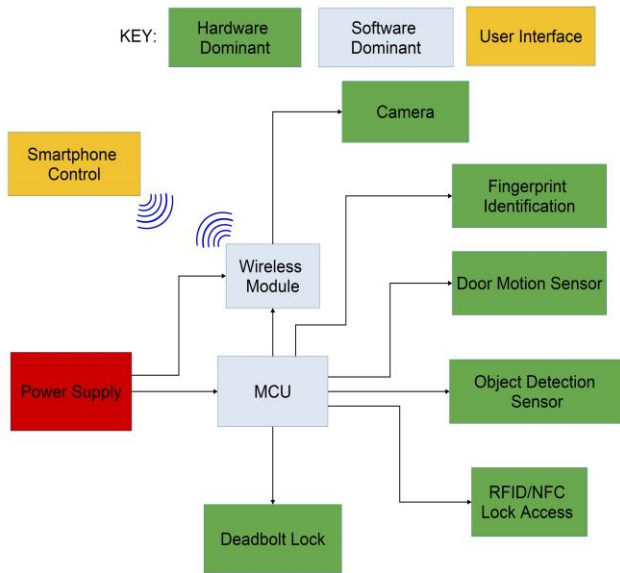 KEY:
Hardware
Dominant
Software
Dominant
User Interface
Camera
Smartphone
Control
Fingerprint
Identification
Wireless
Module
Door Motion Sensor
Power Supply
MCU
Object Detection
Sensor
RFID/NFC
Lock Access
Deadbolt Lock